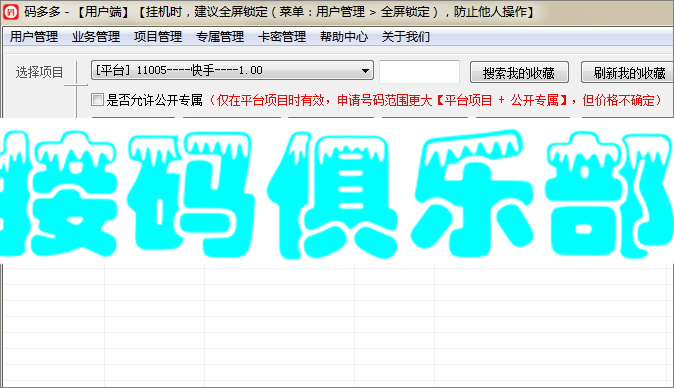 码 码多多 - 【用户端】【挂机时，建议全屏锁定（菜单：用户管理 > 全屏锁定），防止他人操作】
用户管理 业务管理 项目管理 专属管理 卡密管理 帮助中心 关于我们
选择项目 [平台] 11005----快手----1.00 搜索我的收藏 刷新我的收藏
是否允许公开专属（仅在平台项目时有效，申请号码范围更大【平台项目 + 公开专属】，但价格不确定）
接码俱乐部